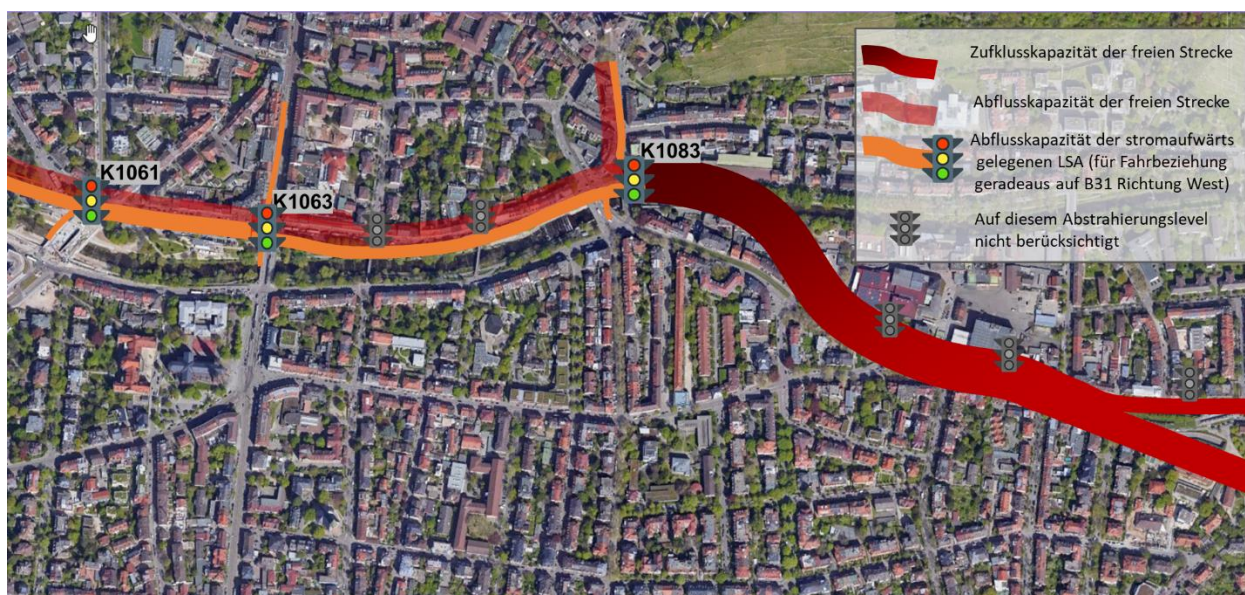 K1061
K1063
K1083
Zufklusskapazität der freien Strecke
Abflusskapazität der freien Strecke
Abflusskapazität der stromaufwärts
gelegenen LSA (für Fahrbeziehung
geradeaus auf B31 Richtung West)
Auf diesem Abstrahierungslevel
nicht berücksichtigt